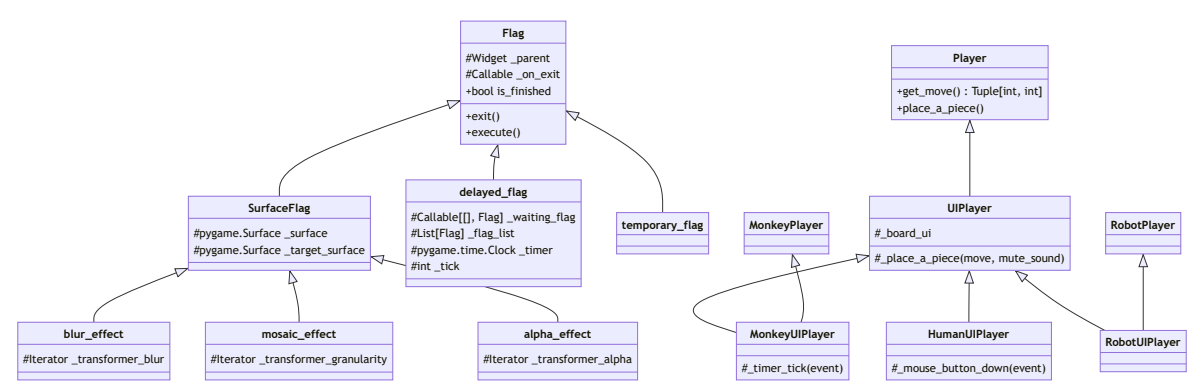 Flag
#Widget _parent
#Callable _on_exit
+bool is_finished
+exit()
+execute()
Player
+get_move() : Tuple[int, int]
+place_a_piece()
SurfaceFlag
#pygame.Surface _surface
#pygame.Surface _target_surface
delayed_flag
#Callable[[], Flag] _waiting_flag
#List[Flag] _flag_list
#pygame.time.Clock _timer
#int _tick
temporary_flag
MonkeyPlayer
UIPlayer
#_board_ui
#_place_a_piece(move, mute_sound)
RobotPlayer
blur_effect
#Iterator _transformer_blur
mosaic_effect
#Iterator _transformer_granularity
alpha_effect
#Iterator _transformer_alpha
MonkeyUIPlayer
#_timer_tick(event)
HumanUIPlayer
#_mouse_button_down(event)
RobotUIPlayer